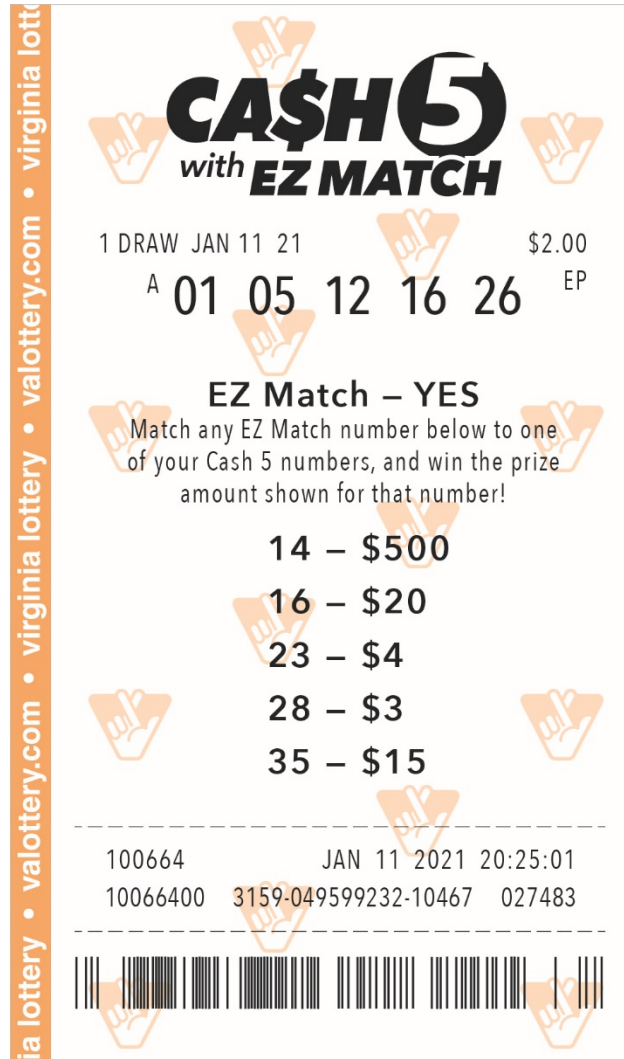 CA$H 5
with EZ MATCH
1 DRAW JAN 11 21 $2.00
A 01 05 12 16 26 EP
EZ Match – YES
Match any EZ Match number below to one
of your Cash 5 numbers, and win the prize
amount shown for that number!
14 – $500
16 – $20
23 – $4
28 – $3
35 – $15
100664 JAN 11 2021 20:25:01
10066400 3159-049599232-10467 027483
ia lottery • valottery.com • virginia lottery • valottery.com • virginia lotte